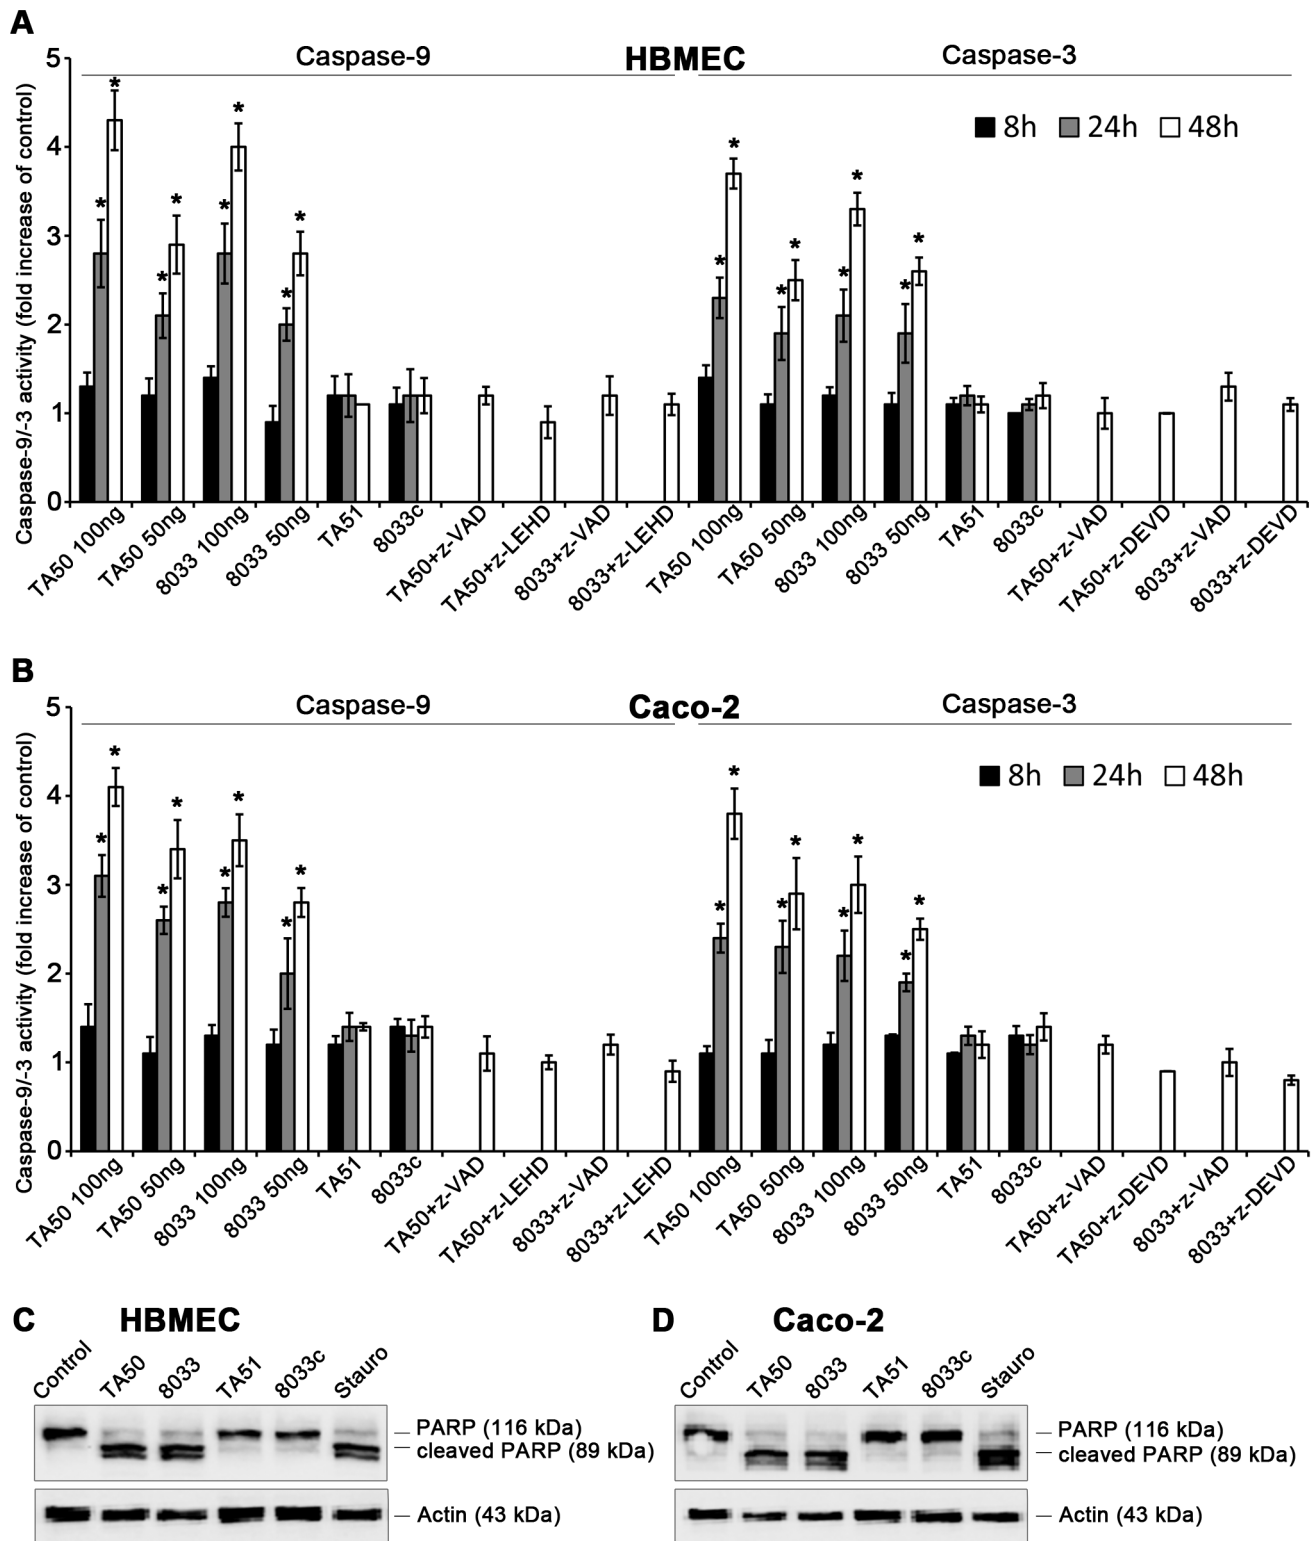 A
Caspase-9 HBMEC Caspase-3
Caspase-9/-3 activity (fold increase of control)
5
4
3
2
1
0
8h 24h 48h
* * * * * * * * * * * * * * * *
TA50 100ng
TA50 50ng
8033 100ng
8033 50ng
TA51
8033c
TA50+z-VAD
TA50+z-LEHD
8033+z-VAD
8033+z-LEHD
TA50 100ng
TA50 50ng
8033 100ng
8033 50ng
TA51
8033c
TA50+z-VAD
TA50+z-DEVD
8033+z-VAD
8033+z-DEVD
B
Caspase-9 Caco-2 Caspase-3
Caspase-9/-3 activity (fold increase of control)
5
4
3
2
1
0
8h 24h 48h
* * * * * * * * * * * * * * * *
TA50 100ng
TA50 50ng
8033 100ng
8033 50ng
TA51
8033c
TA50+z-VAD
TA50+z-LEHD
8033+z-VAD
8033+z-LEHD
TA50 100ng
TA50 50ng
8033 100ng
8033 50ng
TA51
8033c
TA50+z-VAD
TA50+z-DEVD
8033+z-VAD
8033+z-DEVD
C HBMEC
Control
TA50
8033
TA51
8033c
Stauro
PARP (116 kDa)
cleaved PARP (89 kDa)
Actin (43 kDa)
D Caco-2
Control
TA50
8033
TA51
8033c
Stauro
PARP (116 kDa)
cleaved PARP (89 kDa)
Actin (43 kDa)